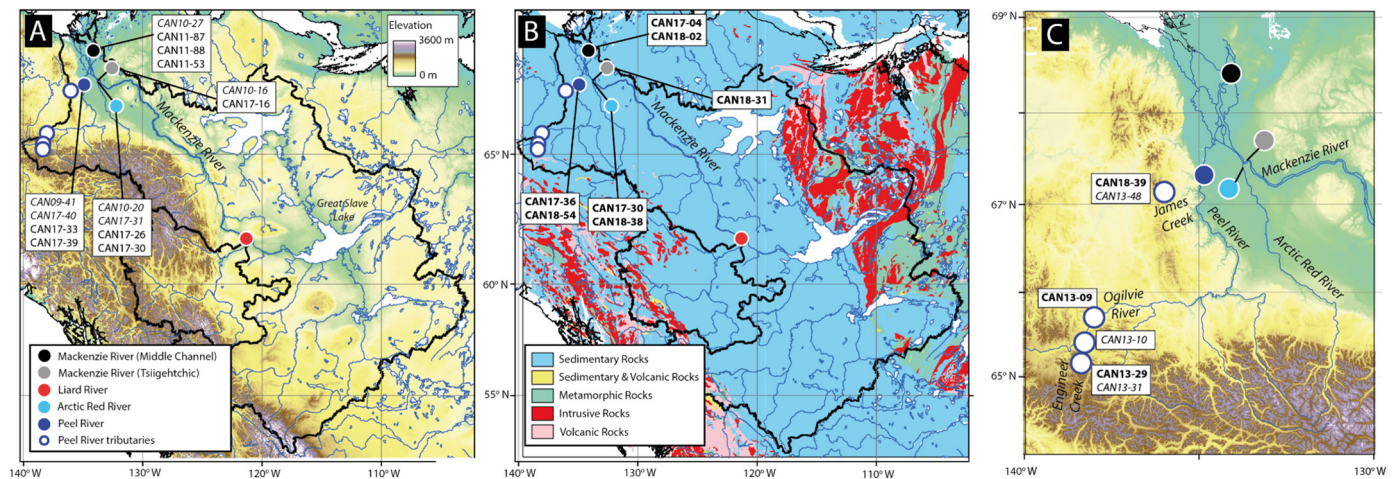 A
CAN10-27
CAN11-87
CAN11-88
CAN11-53
Elevation
3600 m
0 m
CAN10-16
CAN17-16
Mackenzie River
65°N
Great Slave
Lake
CAN09-41
CAN17-40
CAN17-33
CAN17-39
CAN10-20
CAN17-31
CAN17-26
CAN17-30
60°N
Mackenzie River (Middle Channel)
Mackenzie River (Tsiigehtchic)
Liard River
Arctic Red River
Peel River
Peel River tributaries
55°N
140°W
130°W
120°W
110°W
B
CAN17-04
CAN18-02
CAN18-31
Mackenzie River
65°N
CAN17-36
CAN18-54
CAN17-30
CAN18-38
60°N
Sedimentary Rocks
Sedimentary & Volcanic Rocks
Metamorphic Rocks
Intrusive Rocks
Volcanic Rocks
55°N
140°W
130°W
120°W
110°W
69°N
C
Mackenzie River
CAN18-39
CAN13-48
James
Creek
67°N
Peel River
Arctic Red River
CAN13-09
Ogilvie
River
CAN13-10
CAN13-29
CAN13-31
65°N
Engineer
Creek
140°W
130°W